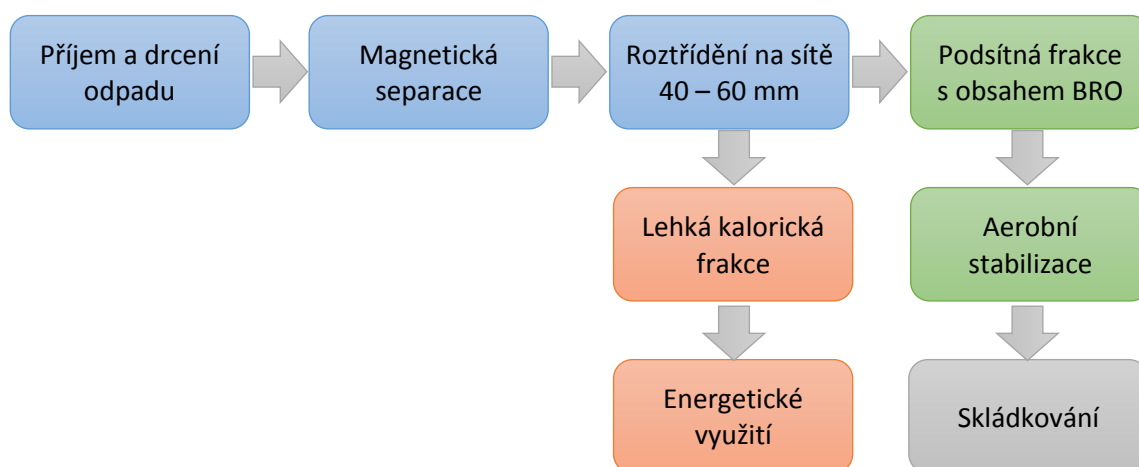 Příjem a drcení
odpadu
Magnetická
separace
Roztřídění na sítě
40 – 60 mm
Podsítná frakce
s obsahem BRO
Lehká kalorická
frakce
Aerobní
stabilizace
Energetické
využití
Skládkování